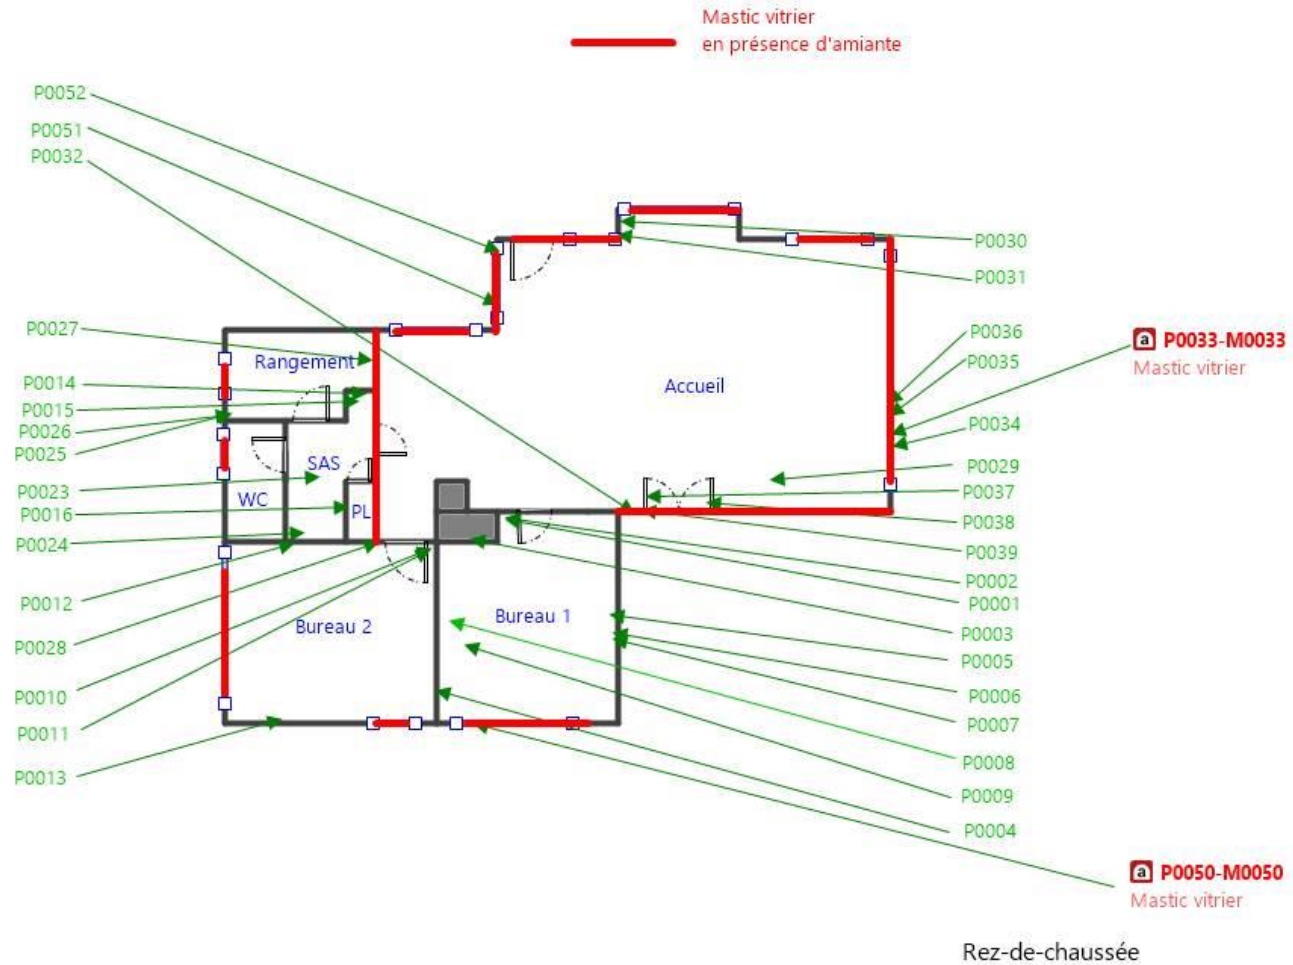 Mastic vitrier
en présence d'amiante
P0052
P0051
P0032
P0030
P0031
P0027
Rangement
P0036
P0035
a P0033-M0033
Mastic vitrier
P0014
P0015
P0026
P0025
Accueil
P0034
SAS
P0029
P0023
WC
P0037
P0016
PL
P0038
P0024
P0039
P0002
P0012
P0001
Bureau 1
Bureau 2
P0003
P0028
P0005
P0010
P0006
P0011
P0007
P0013
P0008
P0009
P0004
a P0050-M0050
Mastic vitrier
Rez-de-chaussée